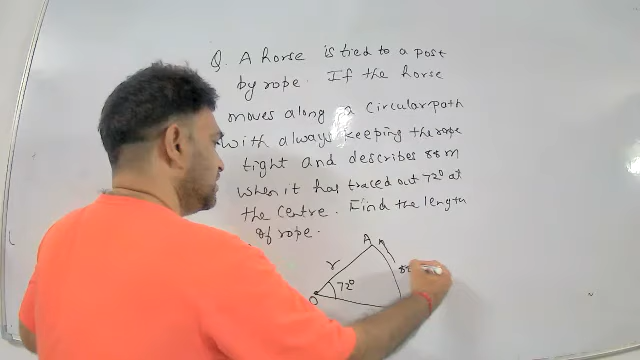 Q. A horse is tied to a post
by rope. If the horse
moves along a Circular path
with always keeping the rope
tight and describes 88 m
when it has traced out 72° at
the centre. Find the length
of rope.
A
r
72°
O